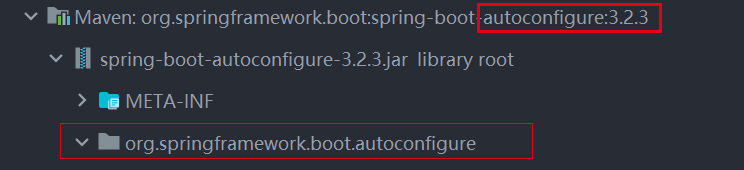 Maven: org.springframework.boot:spring-boot-autoconfigure:3.2.3
spring-boot-autoconfigure-3.2.3.jar library root
META-INF
org.springframework.boot.autoconfigure